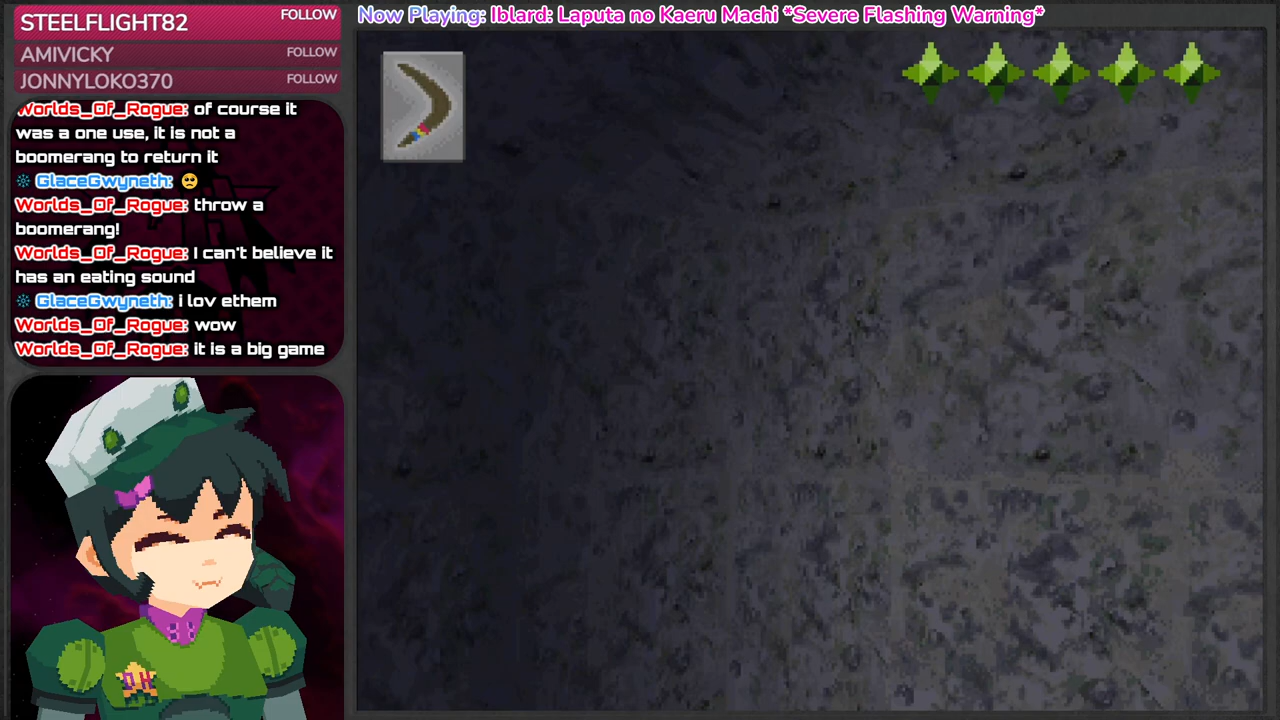 STEELFLIGHT82 FOLLOW
AMIVICKY FOLLOW
JONNYLOKO370 FOLLOW
Now Playing: Iblard: Laputa no Kaeru Machi *Severe Flashing Warning*
Worlds_Of_Rogue: of course it
was a one use, it is not a
boomerang to return it
GlaceGwyneth: 🥺
Worlds_Of_Rogue: throw a
boomerang!
Worlds_Of_Rogue: I can't believe it
has an eating sound
GlaceGwyneth: i lov ethem
Worlds_Of_Rogue: wow
Worlds_Of_Rogue: it is a big game